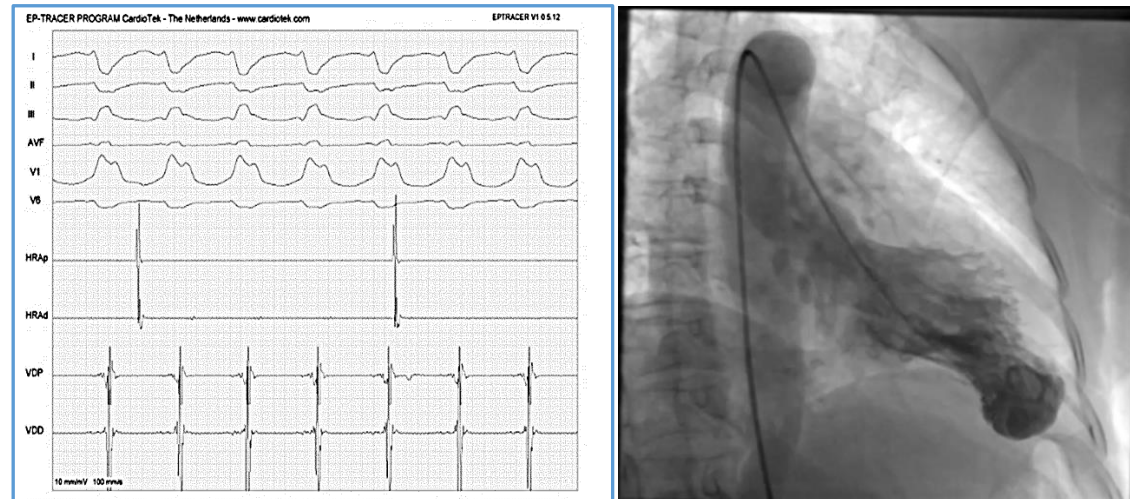 EP-TRACER PROGRAM CardioTek - The Netherlands - www.cardiotek.com
EPTRACER V1 0 5.12
I
II
III
AVF
V1
V6
HRAp
HRAd
VDP
VDD
10 mm/mV 100 mm/s